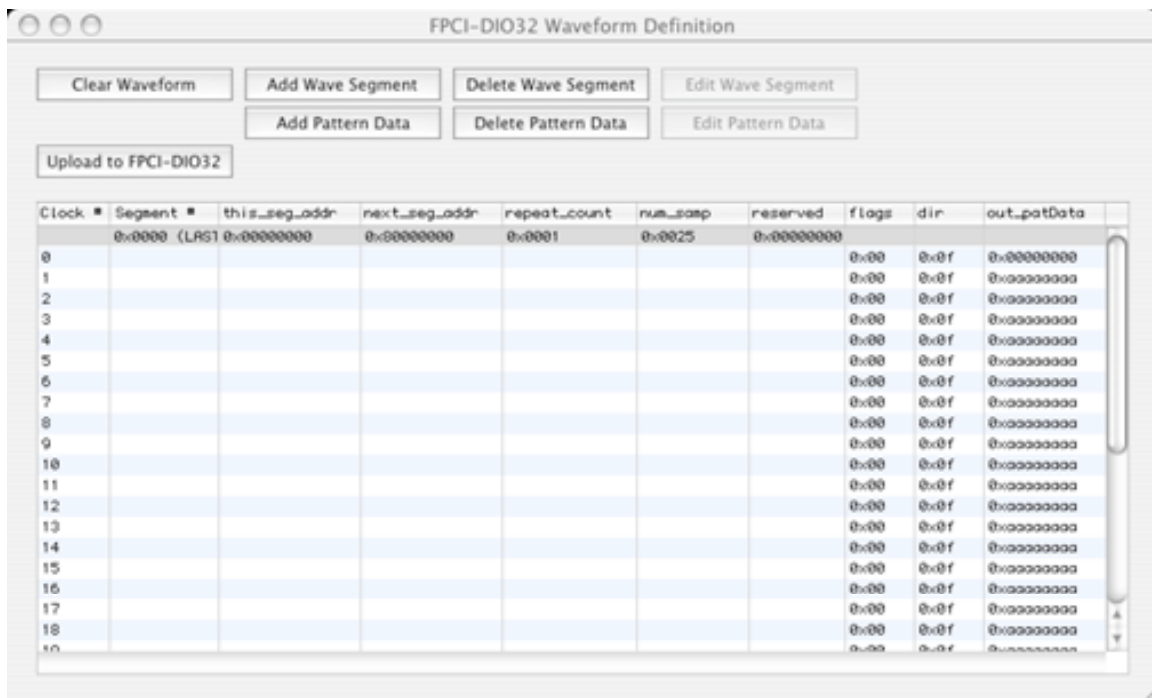 FPCI-DIO32 Waveform Definition
Clear Waveform Add Wave Segment Delete Wave Segment Edit Wave Segment
Add Pattern Data Delete Pattern Data Edit Pattern Data
Upload to FPCI-DIO32
Clock # Segment # this_seg_addr next_seg_addr repeat_count num_samp reserved flags dir out_patData
0x0000 (LAST 0x00000000 0x80000000 0x0001 0x0025 0x00000000
0 0x00 0x0f 0x00000000
1 0x00 0x0f 0xaaaaaaaa
2 0x00 0x0f 0xaaaaaaaa
3 0x00 0x0f 0xaaaaaaaa
4 0x00 0x0f 0xaaaaaaaa
5 0x00 0x0f 0xaaaaaaaa
6 0x00 0x0f 0xaaaaaaaa
7 0x00 0x0f 0xaaaaaaaa
8 0x00 0x0f 0xaaaaaaaa
9 0x00 0x0f 0xaaaaaaaa
10 0x00 0x0f 0xaaaaaaaa
11 0x00 0x0f 0xaaaaaaaa
12 0x00 0x0f 0xaaaaaaaa
13 0x00 0x0f 0xaaaaaaaa
14 0x00 0x0f 0xaaaaaaaa
15 0x00 0x0f 0xaaaaaaaa
16 0x00 0x0f 0xaaaaaaaa
17 0x00 0x0f 0xaaaaaaaa
18 0x00 0x0f 0xaaaaaaaa